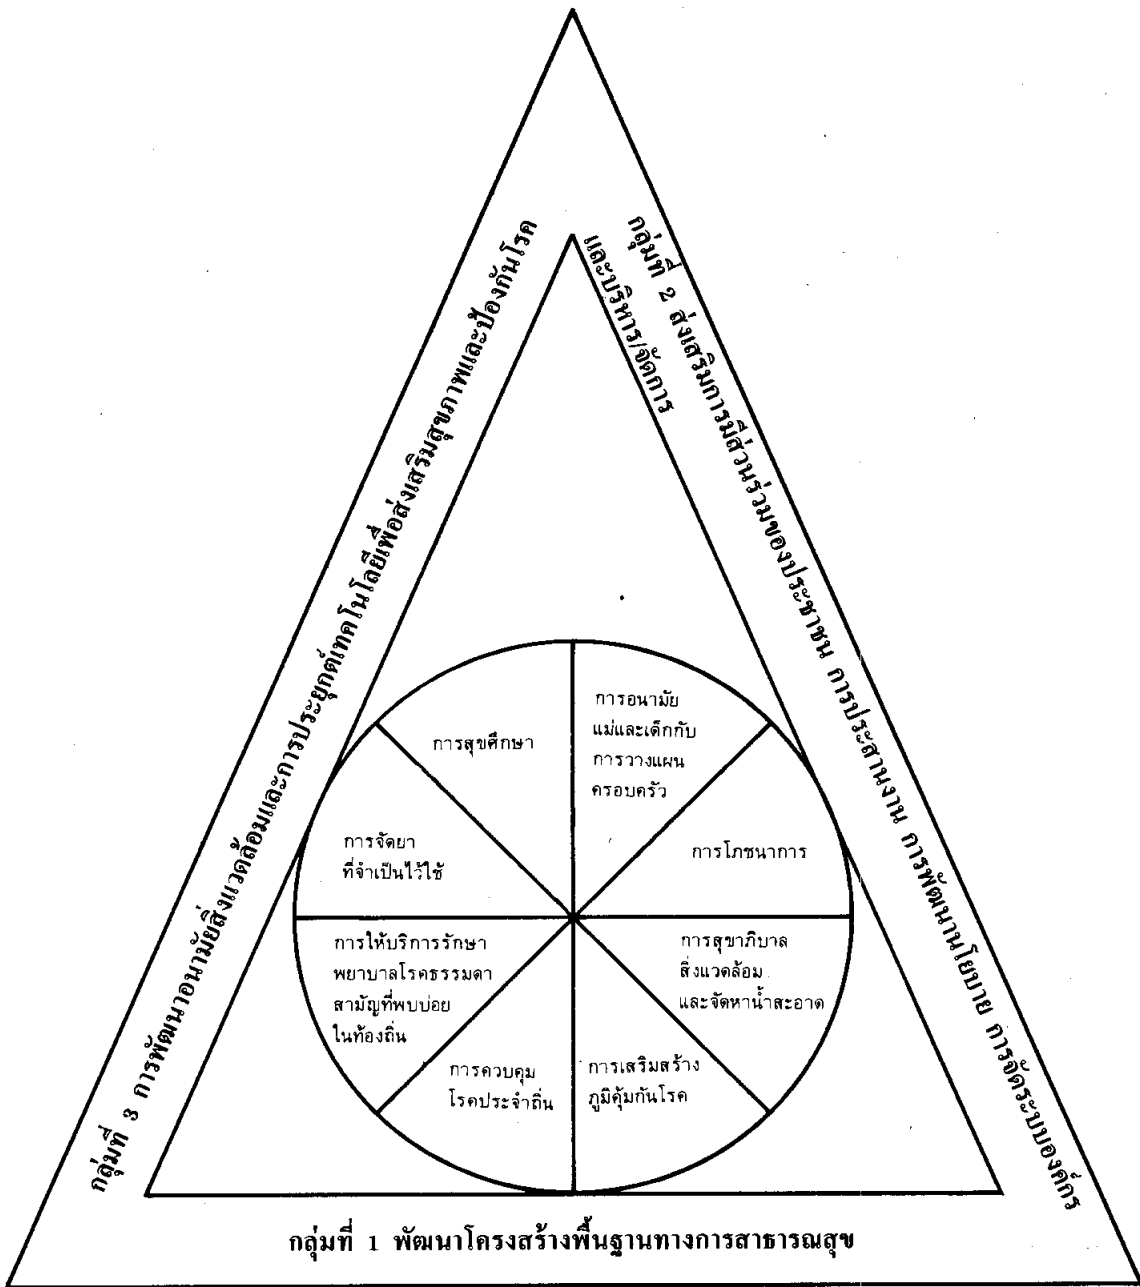 กลุ่มที่ 3 การพัฒนาอนามัยสิ่งแวดล้อมและการประยุกต์เทคโนโลยีเพื่อส่งเสริมสุขภาพและป้องกันโรค
กลุ่มที่ 2 ส่งเสริมการมีส่วนร่วมของประชาชน การประสานงาน การพัฒนานโยบาย การจัดระบบองค์กร
และบริหาร/จัดการ
การสุขศึกษา
การอนามัย
แม่และเด็กกับ
การวางแผน
ครอบครัว
การจัดยา
ที่จำเป็นไว้ใช้
การโภชนาการ
การให้บริการรักษา
พยาบาลโรคธรรมดา
สามัญที่พบบ่อย
ในท้องถิ่น
การสุขาภิบาล
สิ่งแวดล้อม
และจัดหาน้ำสะอาด
การควบคุม
โรคประจำถิ่น
การเสริมสร้าง
ภูมิคุ้มกันโรค
กลุ่มที่ 1 พัฒนาโครงสร้างพื้นฐานทางการสาธารณสุข